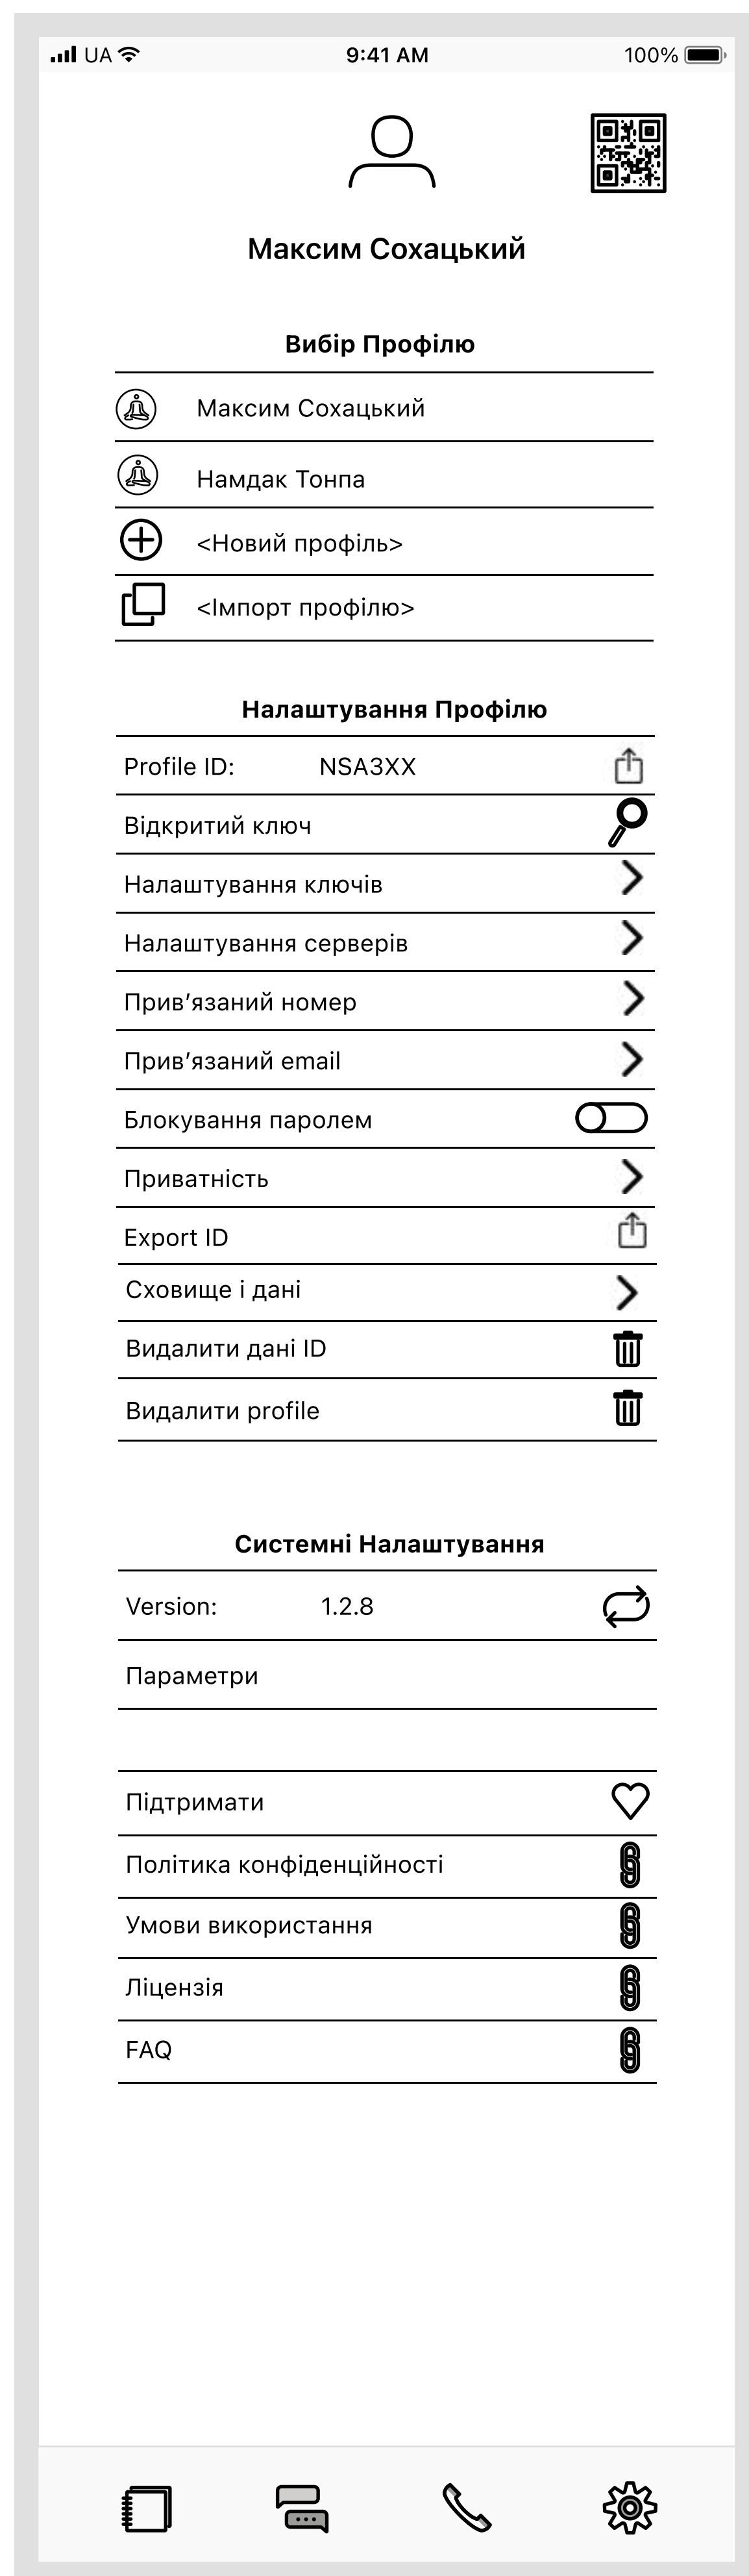 UA 9:41 AM 100%
Максим Сохацький
Вибір Профілю
Максим Сохацький
Намдак Тонпа
<Новий профіль>
<Імпорт профілю>
Налаштування Профілю
Profile ID: NSA3XX
Відкритий ключ
Налаштування ключів
Налаштування серверів
Прив’язаний номер
Прив’язаний email
Блокування паролем
Приватність
Export ID
Сховище і дані
Видалити дані ID
Видалити profile
Системні Налаштування
Version: 1.2.8
Параметри
Підтримати
Політика конфіденційності
Умови використання
Ліцензія
FAQ